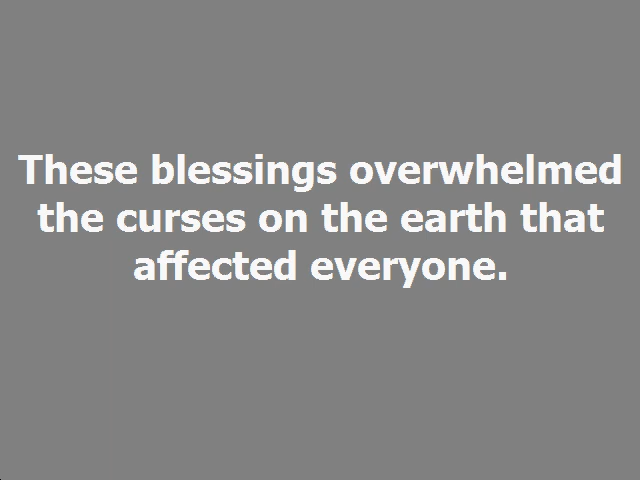 These blessings overwhelmed
the curses on the earth that
affected everyone.